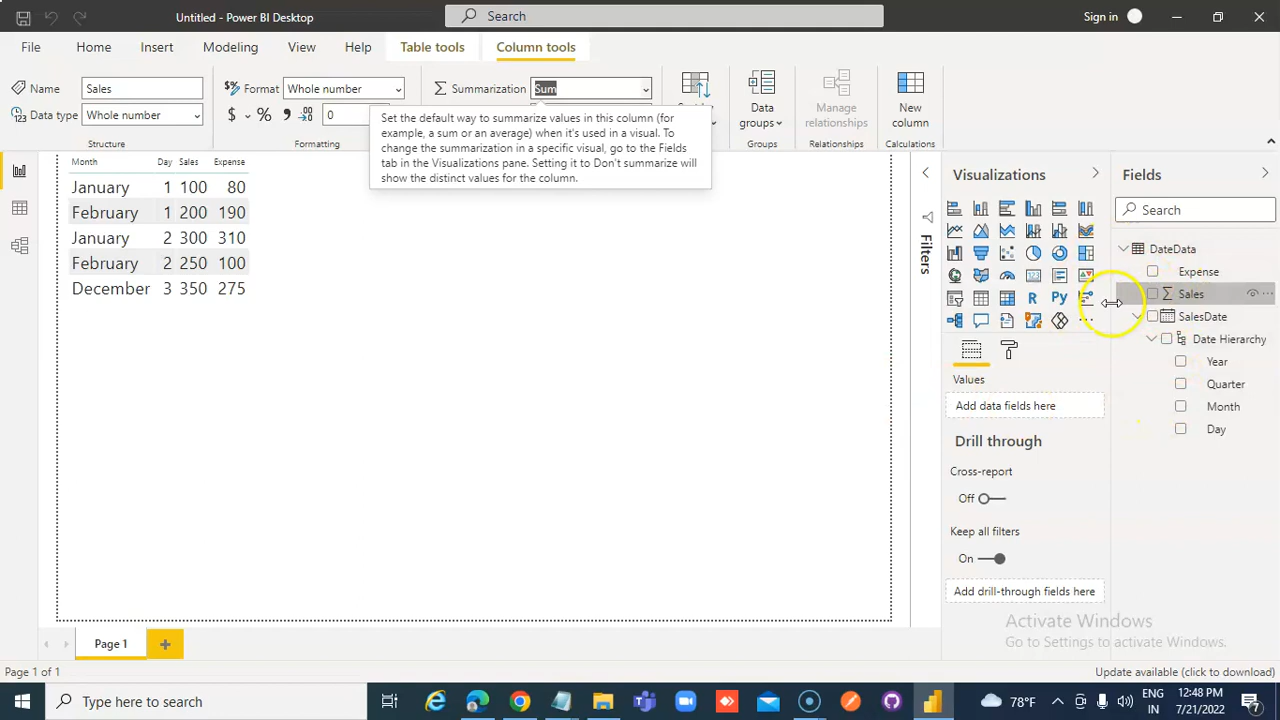 Untitled - Power BI Desktop
Search
Sign in
File
Home
Insert
Modeling
View
Help
Table tools
Column tools
Name
Sales
Format
Whole number
Summarization
Sum
Data type
Whole number
$
%
0
Data
groups
Manage
relationships
New
column
Structure
Formatting
Groups
Relationships
Calculations
Set the default way to summarize values in this column (for
example, a sum or an average) when it's used in a visual. To
change the summarization in a specific visual, go to the Fields
tab in the Visualizations pane. Setting it to Don't summarize will
show the distinct values for the column.
Month Day Sales Expense
January 1 100 80
February 1 200 190
January 2 300 310
February 2 250 100
December 3 350 275
Filters
Visualizations
R
Py
Values
Add data fields here
Drill through
Cross-report
Off
Keep all filters
On
Add drill-through fields here
Fields
Search
DateData
Expense
Sales
SalesDate
Date Hierarchy
Year
Quarter
Month
Day
Activate Windows
Go to Settings to activate Windows.
Page 1
Page 1 of 1
Update available (click to download)
Type here to search
78°F
ENG
IN
12:48 PM
7/21/2022
7